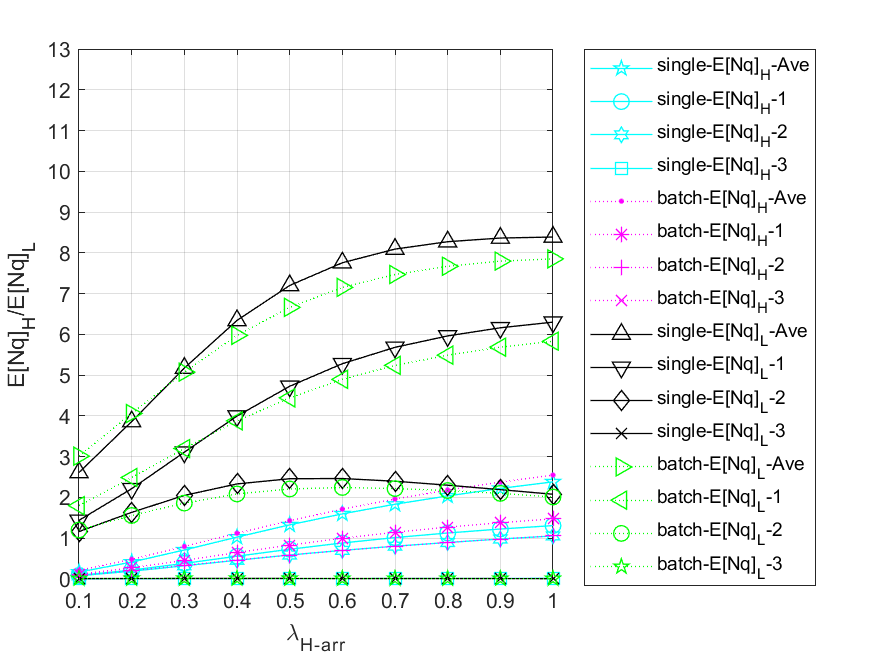 13
12
11
10
9
8
7
6
5
4
3
2
1
0
0.1 0.2 0.3 0.4 0.5 0.6 0.7 0.8 0.9 1
λH-arr
E[Nq]H/E[Nq]L
single-E[Nq]H-Ave
single-E[Nq]H-1
single-E[Nq]H-2
single-E[Nq]H-3
batch-E[Nq]H-Ave
batch-E[Nq]H-1
batch-E[Nq]H-2
batch-E[Nq]H-3
single-E[Nq]L-Ave
single-E[Nq]L-1
single-E[Nq]L-2
single-E[Nq]L-3
batch-E[Nq]L-Ave
batch-E[Nq]L-1
batch-E[Nq]L-2
batch-E[Nq]L-3